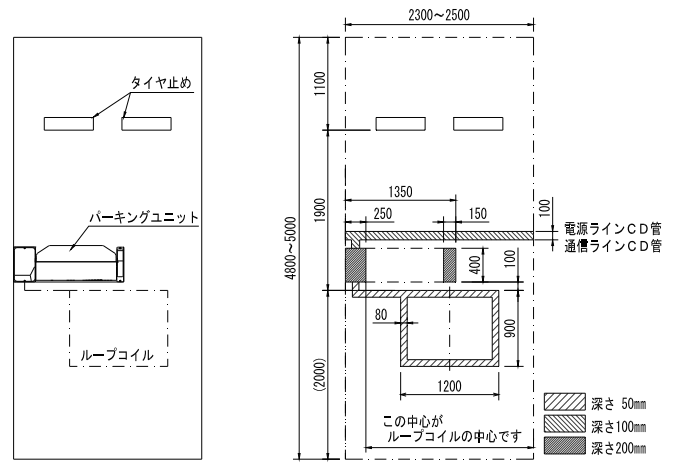 2300～2500
タイヤ止め
1100
1350
1900
パーキングユニット
250
150
100
電源ラインＣＤ管
通信ラインＣＤ管
4800～5000
400
100
80
900
ループコイル
(2000)
1200
この中心が
ループコイルの中心です
深さ 50mm
深さ100mm
深さ200mm